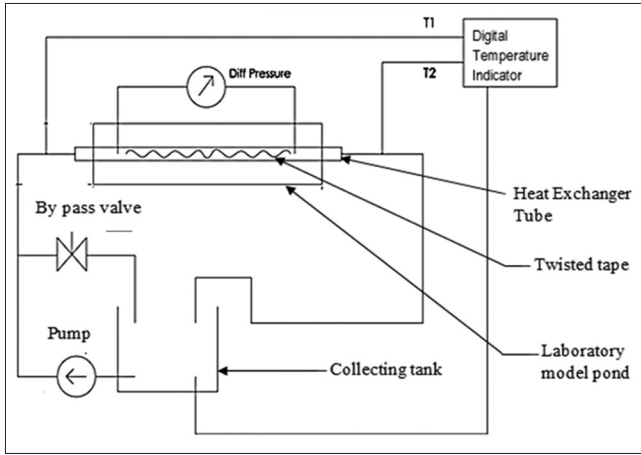 T1
Digital
Temperature
Indicator
T2
Diff Pressure
Heat Exchanger
Tube
By pass valve
Twisted tape
Pump
Laboratory
model pond
Collecting tank